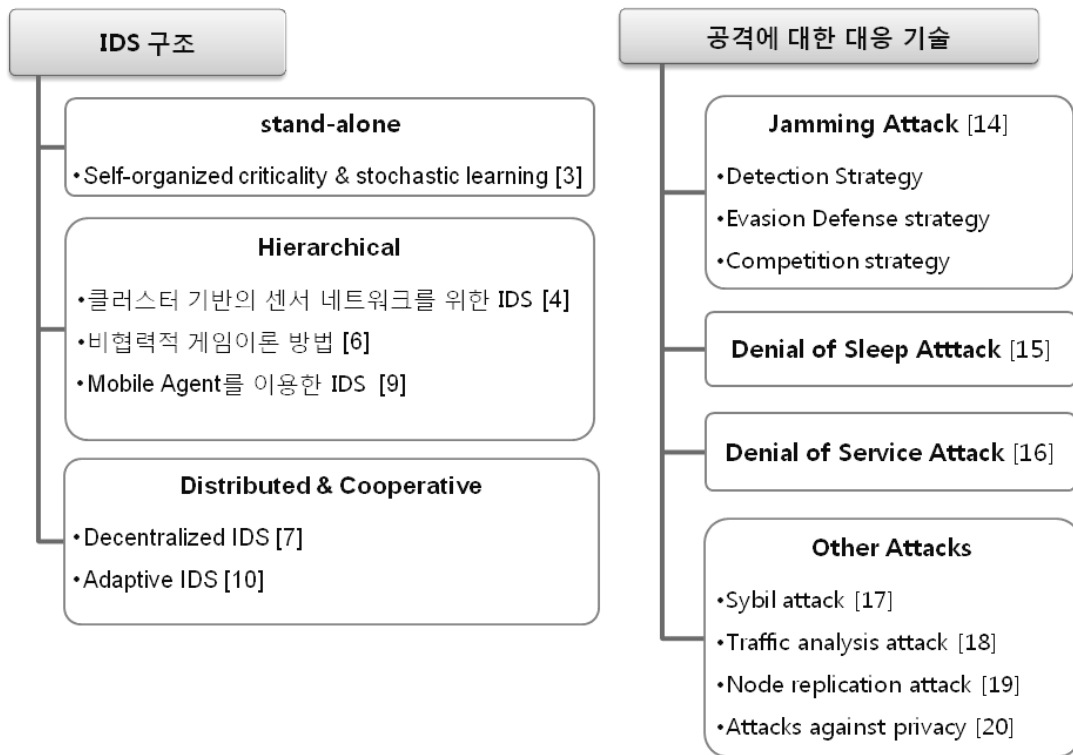 IDS 구조
stand-alone
•Self-organized criticality & stochastic learning [3]
Hierarchical
•클러스터 기반의 센서 네트워크를 위한 IDS [4]
•비협력적 게임이론 방법 [6]
•Mobile Agent를 이용한 IDS [9]
Distributed & Cooperative
•Decentralized IDS [7]
•Adaptive IDS [10]
공격에 대한 대응 기술
Jamming Attack [14]
•Detection Strategy
•Evasion Defense strategy
•Competition strategy
Denial of Sleep Atttack [15]
Denial of Service Attack [16]
Other Attacks
•Sybil attack [17]
•Traffic analysis attack [18]
•Node replication attack [19]
•Attacks against privacy [20]